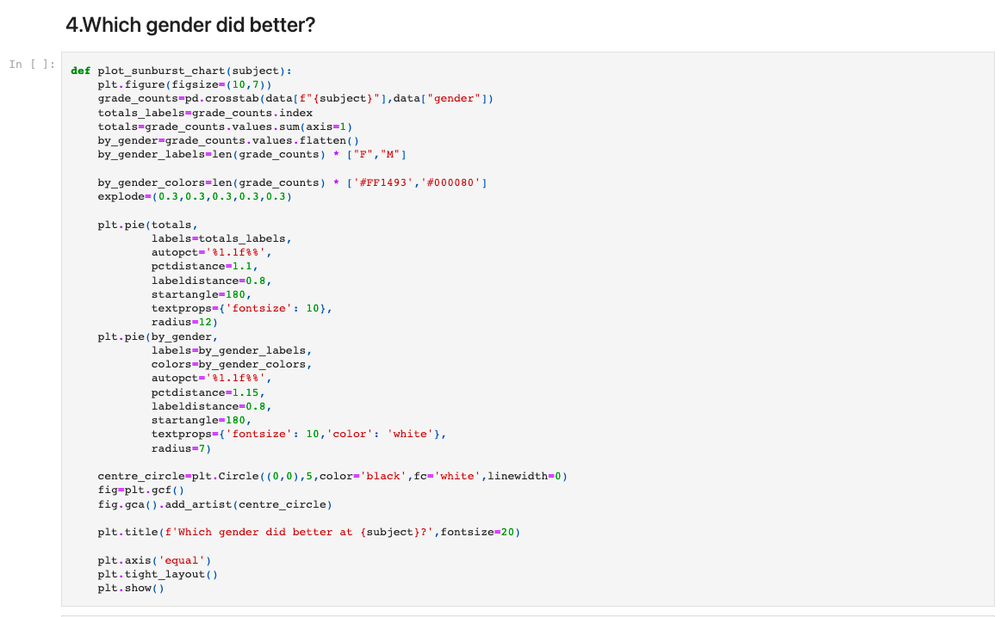 4.Which gender did better?
In [ ]:
def plot_sunburst_chart(subject):
    plt.figure(figsize=(10,7))
    grade_counts=pd.crosstab(data[f"{subject}"],data["gender"])
    totals_labels=grade_counts.index
    totals=grade_counts.values.sum(axis=1)
    by_gender=grade_counts.values.flatten()
    by_gender_labels=len(grade_counts) * ["F","M"]

    by_gender_colors=len(grade_counts) * ['#FF1493','#000080']
    explode=(0.3,0.3,0.3,0.3,0.3)

    plt.pie(totals,
            labels=totals_labels,
            autopct='%1.1f%%',
            pctdistance=1.1,
            labeldistance=0.8,
            startangle=180,
            textprops={'fontsize': 10},
            radius=12)
    plt.pie(by_gender,
            labels=by_gender_labels,
            colors=by_gender_colors,
            autopct='%1.1f%%',
            pctdistance=1.15,
            labeldistance=0.8,
            startangle=180,
            textprops={'fontsize': 10,'color': 'white'},
            radius=7)

    centre_circle=plt.Circle((0,0),5,color='black',fc='white',linewidth=0)
    fig=plt.gcf()
    fig.gca().add_artist(centre_circle)

    plt.title(f'Which gender did better at {subject}?',fontsize=20)

    plt.axis('equal')
    plt.tight_layout()
    plt.show()